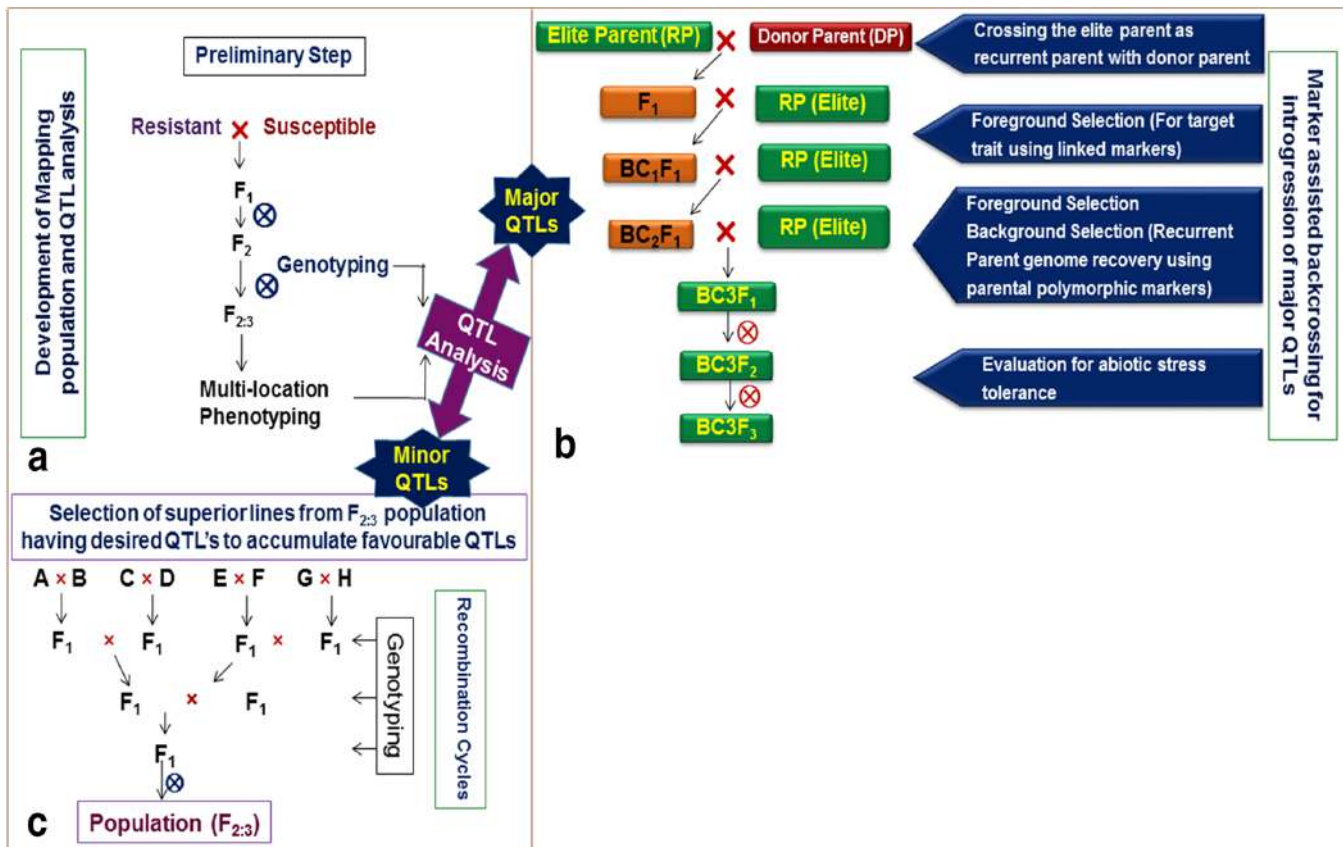 Development of Mapping
population and QTL analysis
Preliminary Step
Resistant × Susceptible
F1
F2
Genotyping
F2:3
Multi-location
Phenotyping
QTL
Analysis
Major
QTLs
Minor
QTLs
a
Elite Parent (RP) × Donor Parent (DP)
F1 × RP (Elite)
BC1F1 × RP (Elite)
BC2F1 × RP (Elite)
BC3F1
BC3F2
BC3F3
b
Crossing the elite parent as
recurrent parent with donor parent
Foreground Selection (For target
trait using linked markers)
Foreground Selection
Background Selection (Recurrent
Parent genome recovery using
parental polymorphic markers)
Evaluation for abiotic stress
tolerance
Marker assisted backcrossing for
introgression of major QTLs
Selection of superior lines from F2:3 population
having desired QTL's to accumulate favourable QTLs
A × B C × D E × F G × H
F1 × F1 F1 × F1
F1 × F1
F1
Population (F2:3)
Genotyping
Recombination Cycles
c